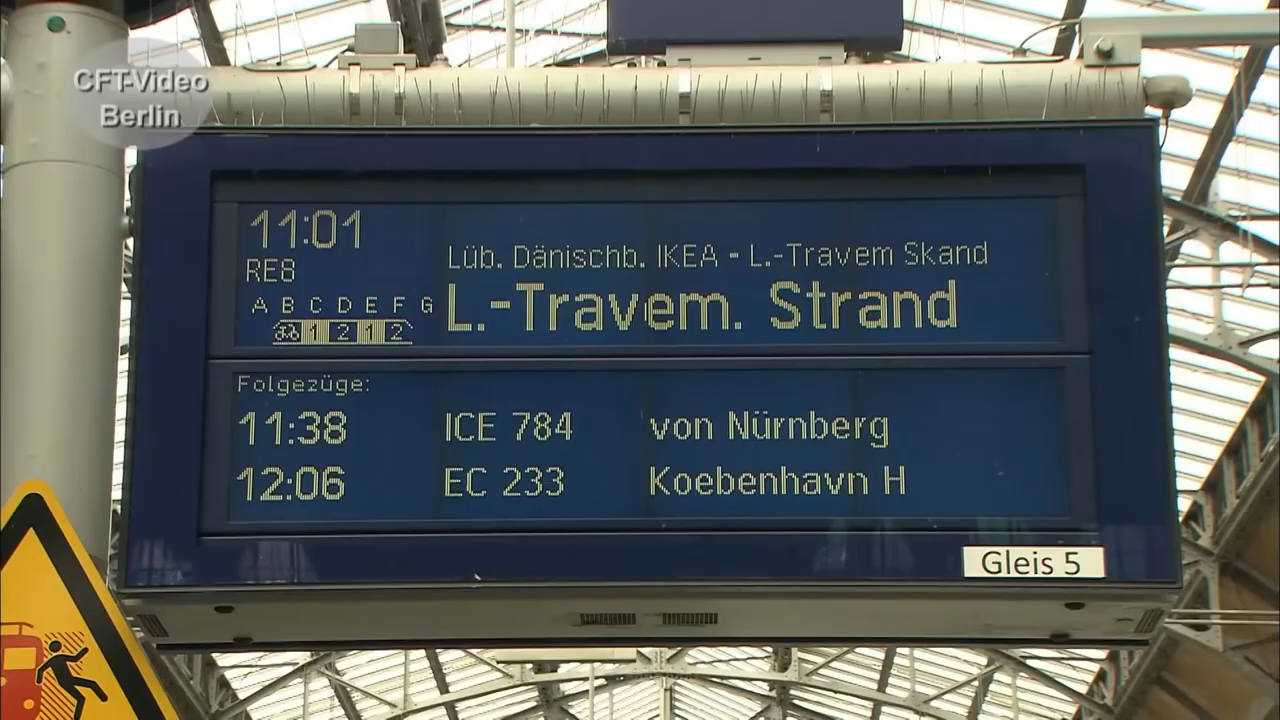 CFT-Video
Berlin
11:01
RE8
Lüb. Dänischb. IKEA - L.-Travem Skand
A B C D E F G
L.-Travem. Strand
1 2 1 2
Folgezüge:
11:38 ICE 784 von Nürnberg
12:06 EC 233 Koebenhavn H
Gleis 5